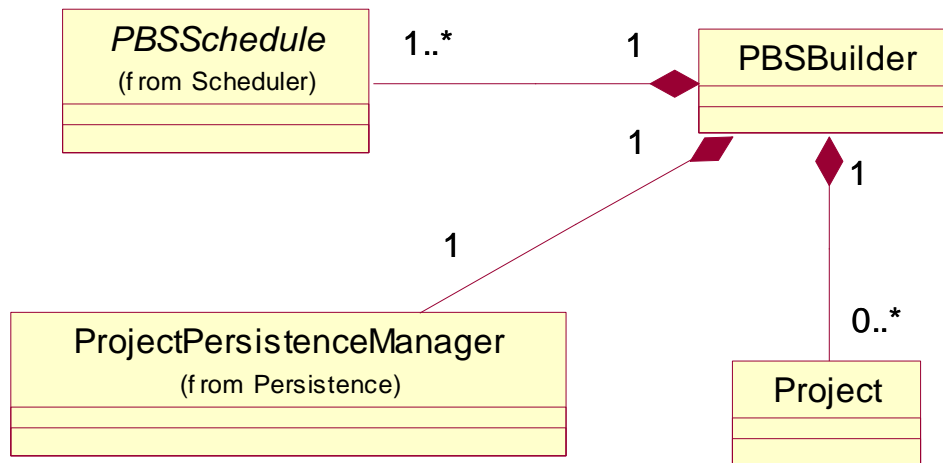 PBSSchedule
(from Scheduler)
1..*
1
PBSBuilder
1
1
1
ProjectPersistenceManager
(from Persistence)
0..*
Project